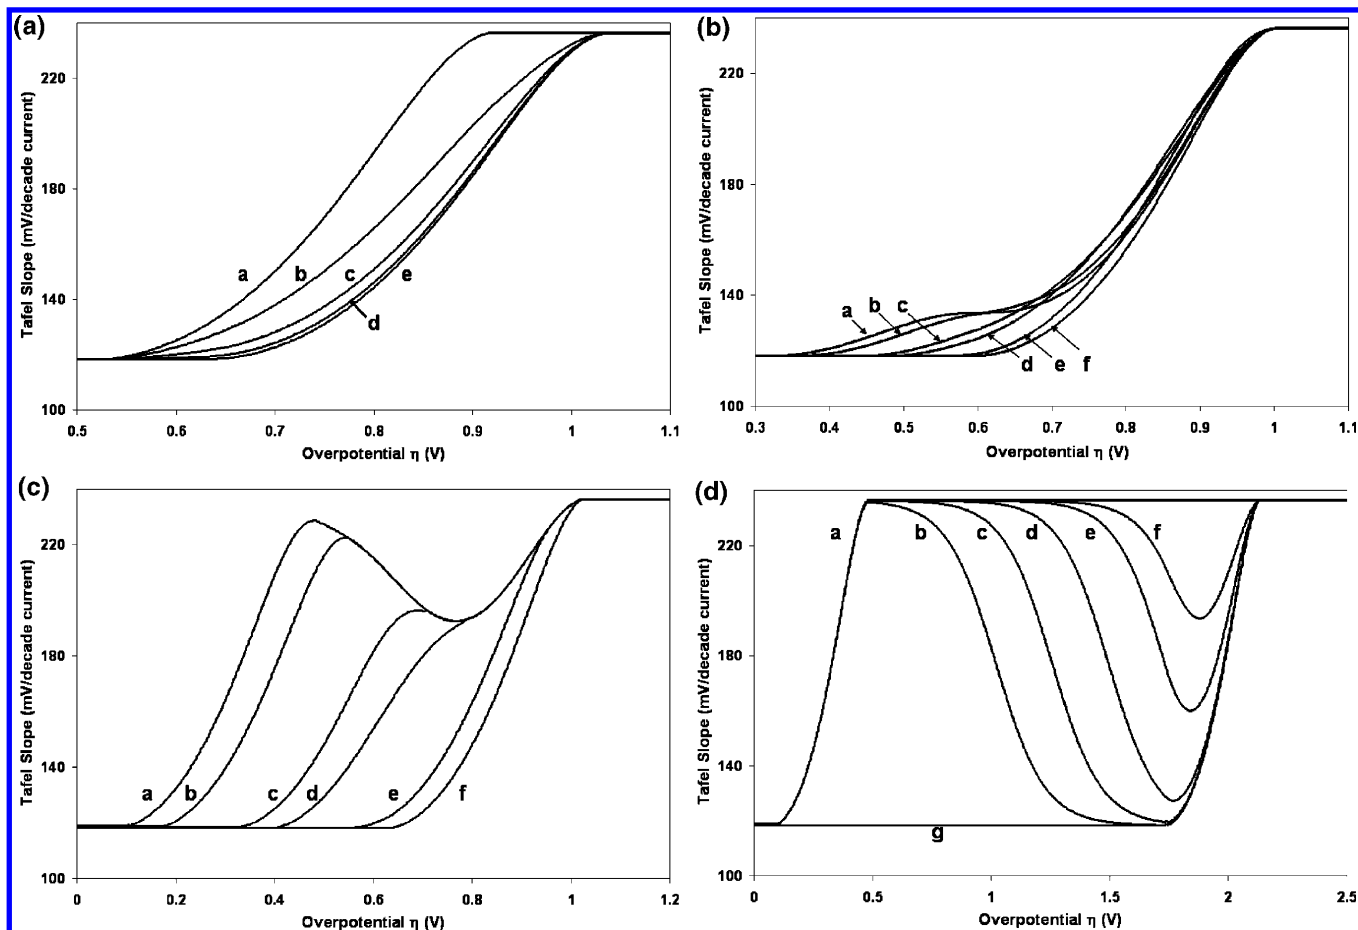 (a)
Tafel Slope (mV/decade current)
220
180
140
100
a
b
c
e
d
0.5
0.6
0.7
0.8
0.9
1
1.1
Overpotential η (V)
(b)
Tafel Slope (mV/decade current)
220
180
140
100
a
b
c
d
e
f
0.3
0.4
0.5
0.6
0.7
0.8
0.9
1
1.1
Overpotential η (V)
(c)
Tafel Slope (mV/decade current)
220
180
140
100
a
b
c
d
e
f
0
0.2
0.4
0.6
0.8
1
1.2
Overpotential η (V)
(d)
Tafel Slope (mV/decade current)
220
180
140
100
a
b
c
d
e
f
g
0
0.5
1
1.5
2
2.5
Overpotential η (V)